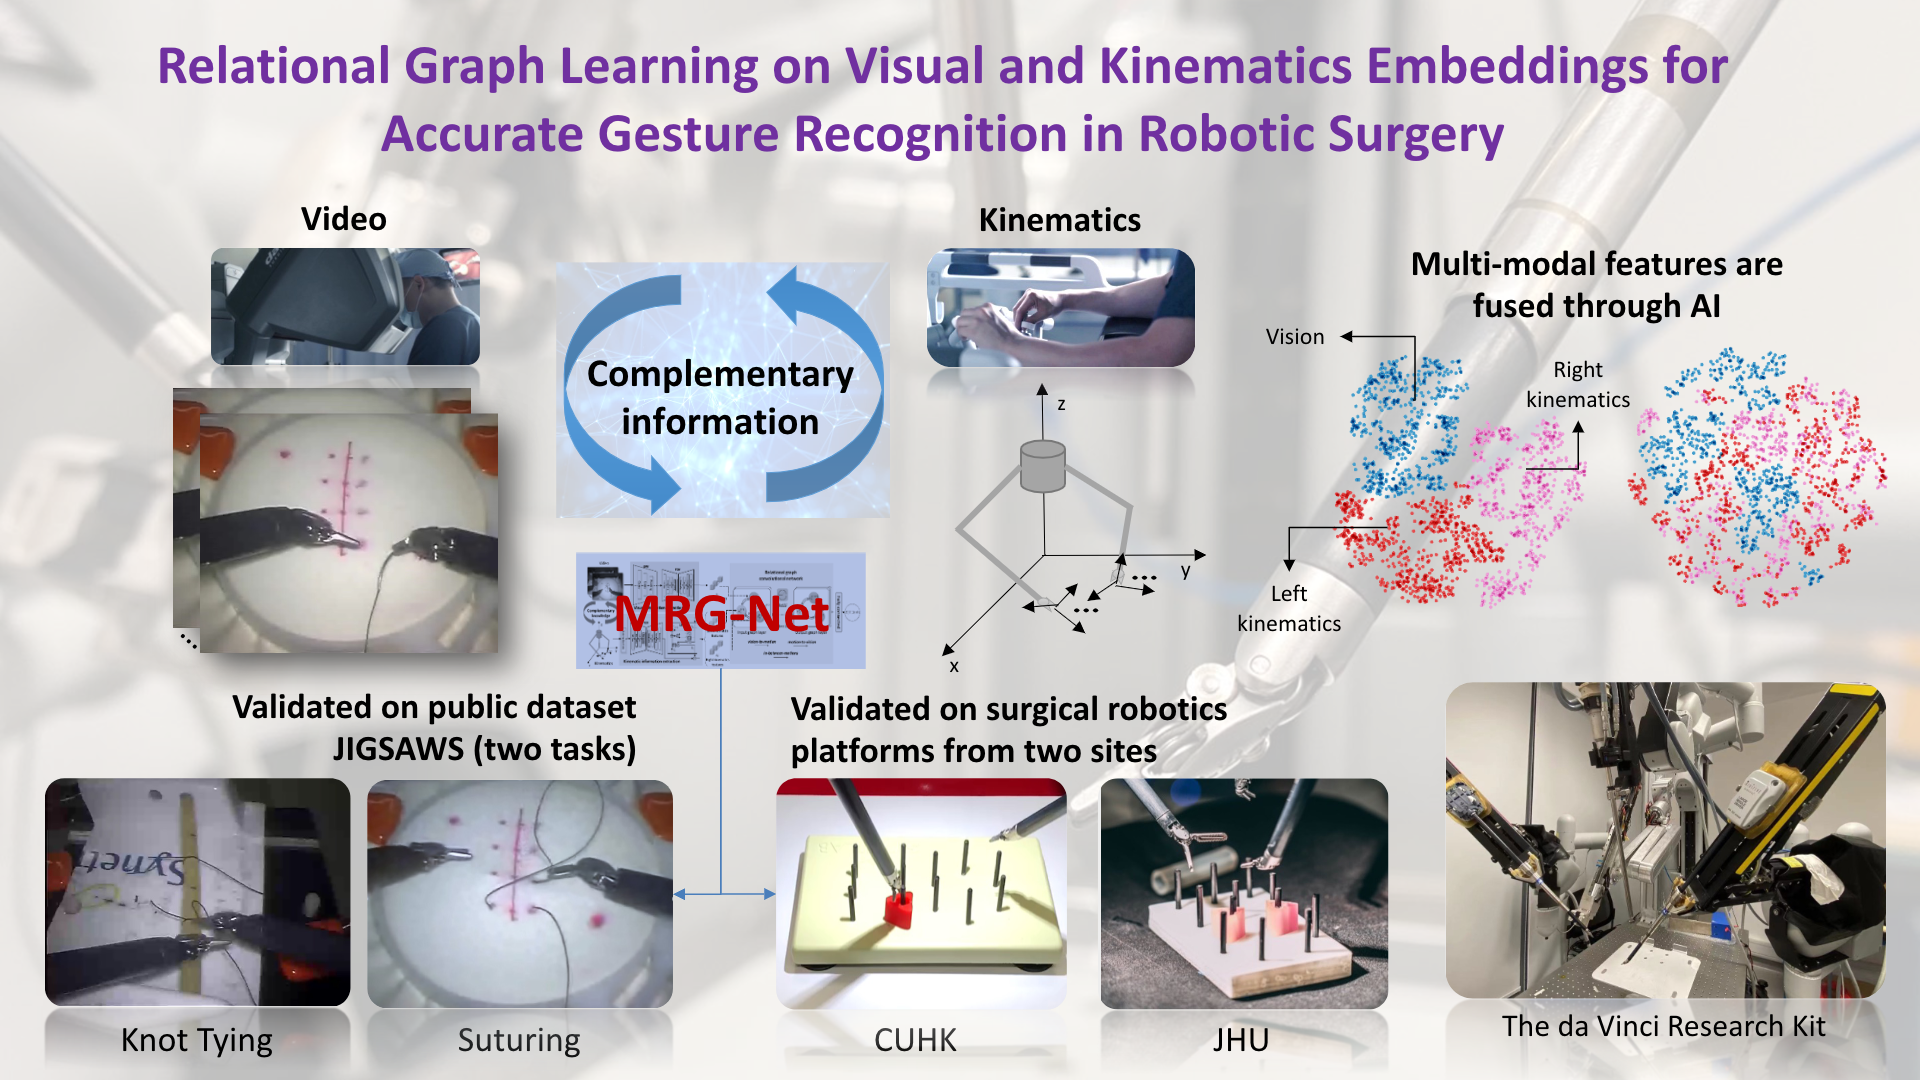 Relational Graph Learning on Visual and Kinematics Embeddings for
Accurate Gesture Recognition in Robotic Surgery
Video
Kinematics
Multi-modal features are
fused through AI
Complementary
information
Vision
Right
kinematics
Left
kinematics
z
y
x
MRG-Net
Validated on public dataset
JIGSAWS (two tasks)
Validated on surgical robotics
platforms from two sites
Knot Tying
Suturing
CUHK
JHU
The da Vinci Research Kit